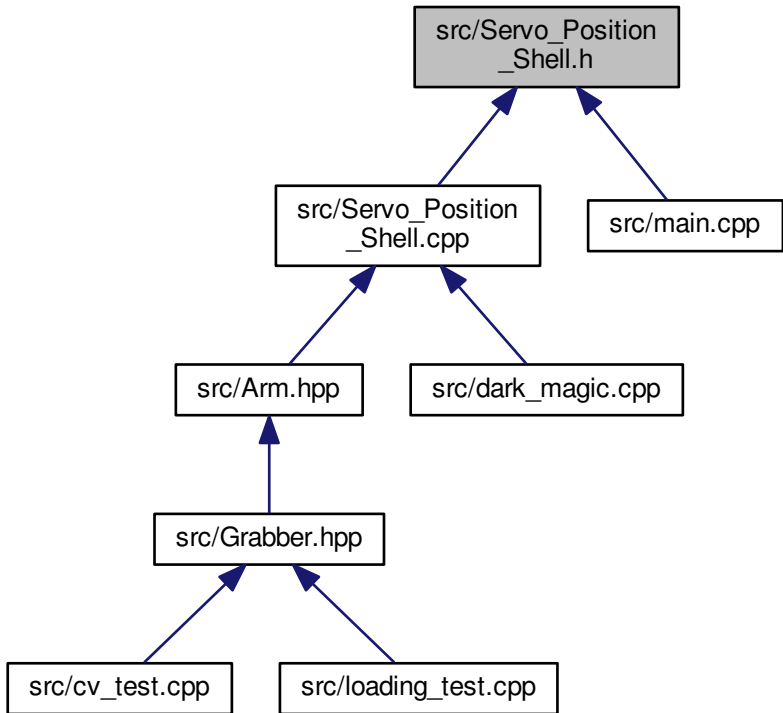 src/Servo_Position
_Shell.h
src/Servo_Position
_Shell.cpp
src/main.cpp
src/Arm.hpp
src/dark_magic.cpp
src/Grabber.hpp
src/cv_test.cpp
src/loading_test.cpp